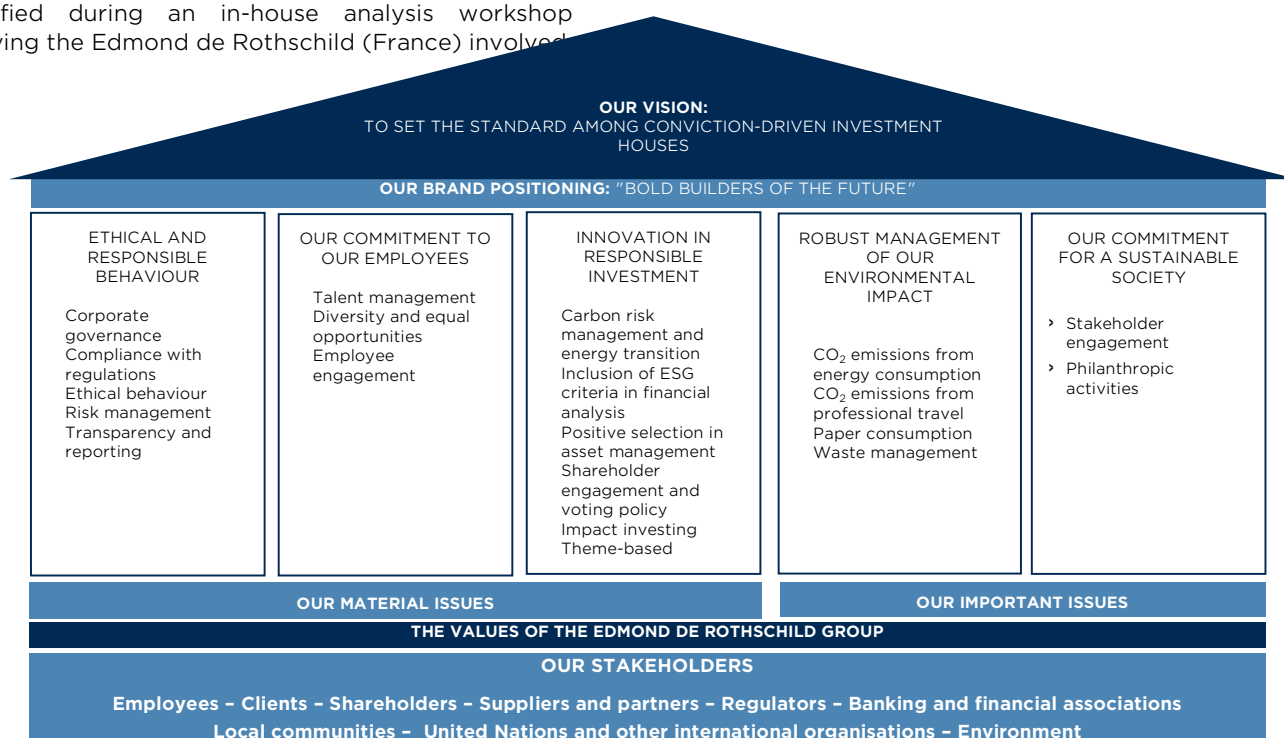 fied during an in-house analysis workshop
ving the Edmond de Rothschild (France) involved
OUR VISION:
TO SET THE STANDARD AMONG CONVICTION-DRIVEN INVESTMENT
HOUSES
OUR BRAND POSITIONING: "BOLD BUILDERS OF THE FUTURE"
ETHICAL AND
RESPONSIBLE
BEHAVIOUR
Corporate
governance
Compliance with
regulations
Ethical behaviour
Risk management
Transparency and
reporting
OUR COMMITMENT TO
OUR EMPLOYEES
Talent management
Diversity and equal
opportunities
Employee
engagement
INNOVATION IN
RESPONSIBLE
INVESTMENT
Carbon risk
management and
energy transition
Inclusion of ESG
criteria in financial
analysis
Positive selection in
asset management
Shareholder
engagement and
voting policy
Impact investing
Theme-based
ROBUST MANAGEMENT
OF OUR
ENVIRONMENTAL
IMPACT
CO₂ emissions from
energy consumption
CO₂ emissions from
professional travel
Paper consumption
Waste management
OUR COMMITMENT
FOR A SUSTAINABLE
SOCIETY
› Stakeholder
engagement
› Philanthropic
activities
OUR MATERIAL ISSUES
OUR IMPORTANT ISSUES
THE VALUES OF THE EDMOND DE ROTHSCHILD GROUP
OUR STAKEHOLDERS
Employees – Clients – Shareholders – Suppliers and partners – Regulators – Banking and financial associations
Local communities – United Nations and other international organisations – Environment